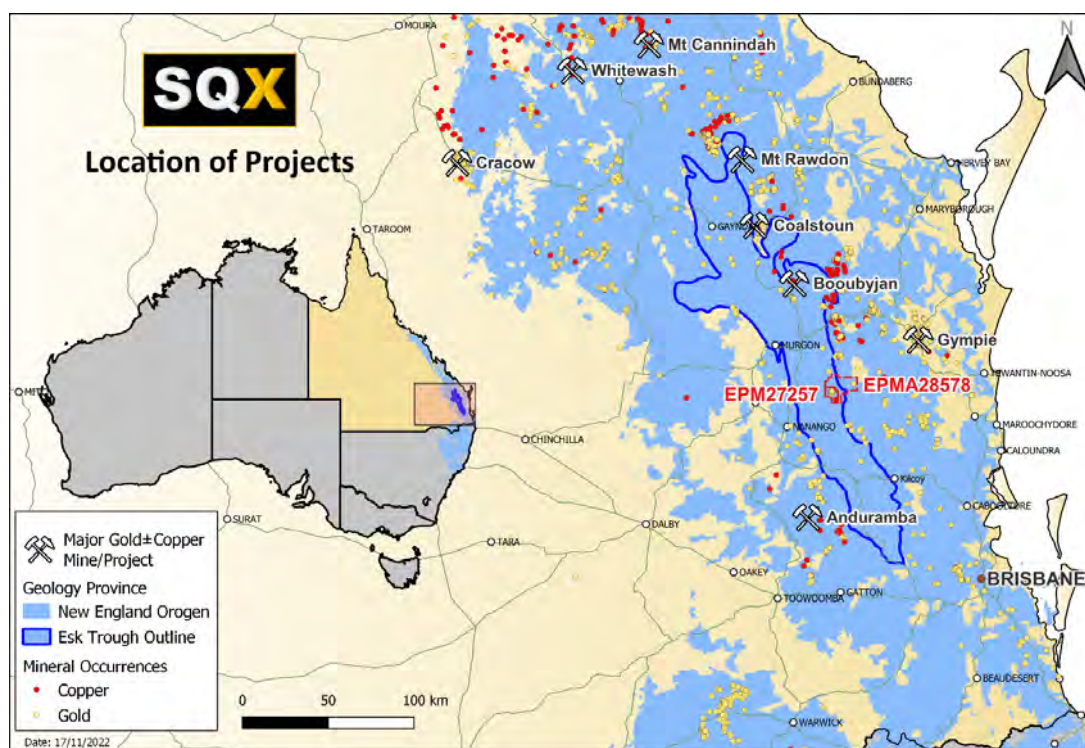 MOURA
Mt Cannindah
Whitewash
N
BUNDABERG
SQX
Location of Projects
Cracow
Mt Rawdon
HERVEY BAY
MARYBOROUGH
TAROOM
Coalstoun
Booubyjan
Gympie
MURGON
TEWANTIN-NOOSA
EPM27257
EPMA28578
NANANGO
MAROOCHYDORE
CHINCHILLA
CALOUNDRA
Kilcoy
CABOOLTURE
SURAT
Anduramba
DALBY
TARA
OAKEY
BRISBANE
TOOWOOMBA
GATTON
BEAUDESERT
WARWICK
Major Gold±Copper
Mine/Project
Geology Province
New England Orogen
Esk Trough Outline
Mineral Occurrences
Copper
Gold
0 50 100 km
Date: 17/11/2022